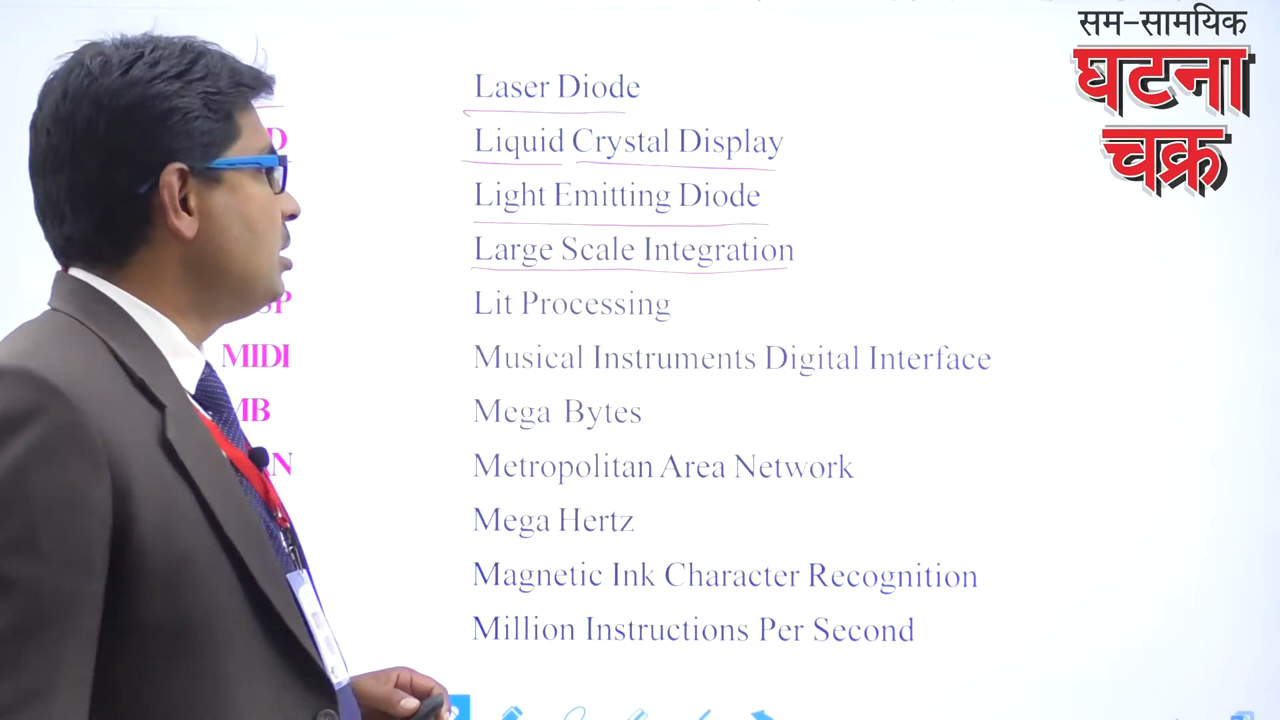 सम-सामयिक
घटना
चक्र
Laser Diode
Liquid Crystal Display
Light Emitting Diode
Large Scale Integration
Lit Processing
MIDI Musical Instruments Digital Interface
MB Mega Bytes
Metropolitan Area Network
Mega Hertz
Magnetic Ink Character Recognition
Million Instructions Per Second